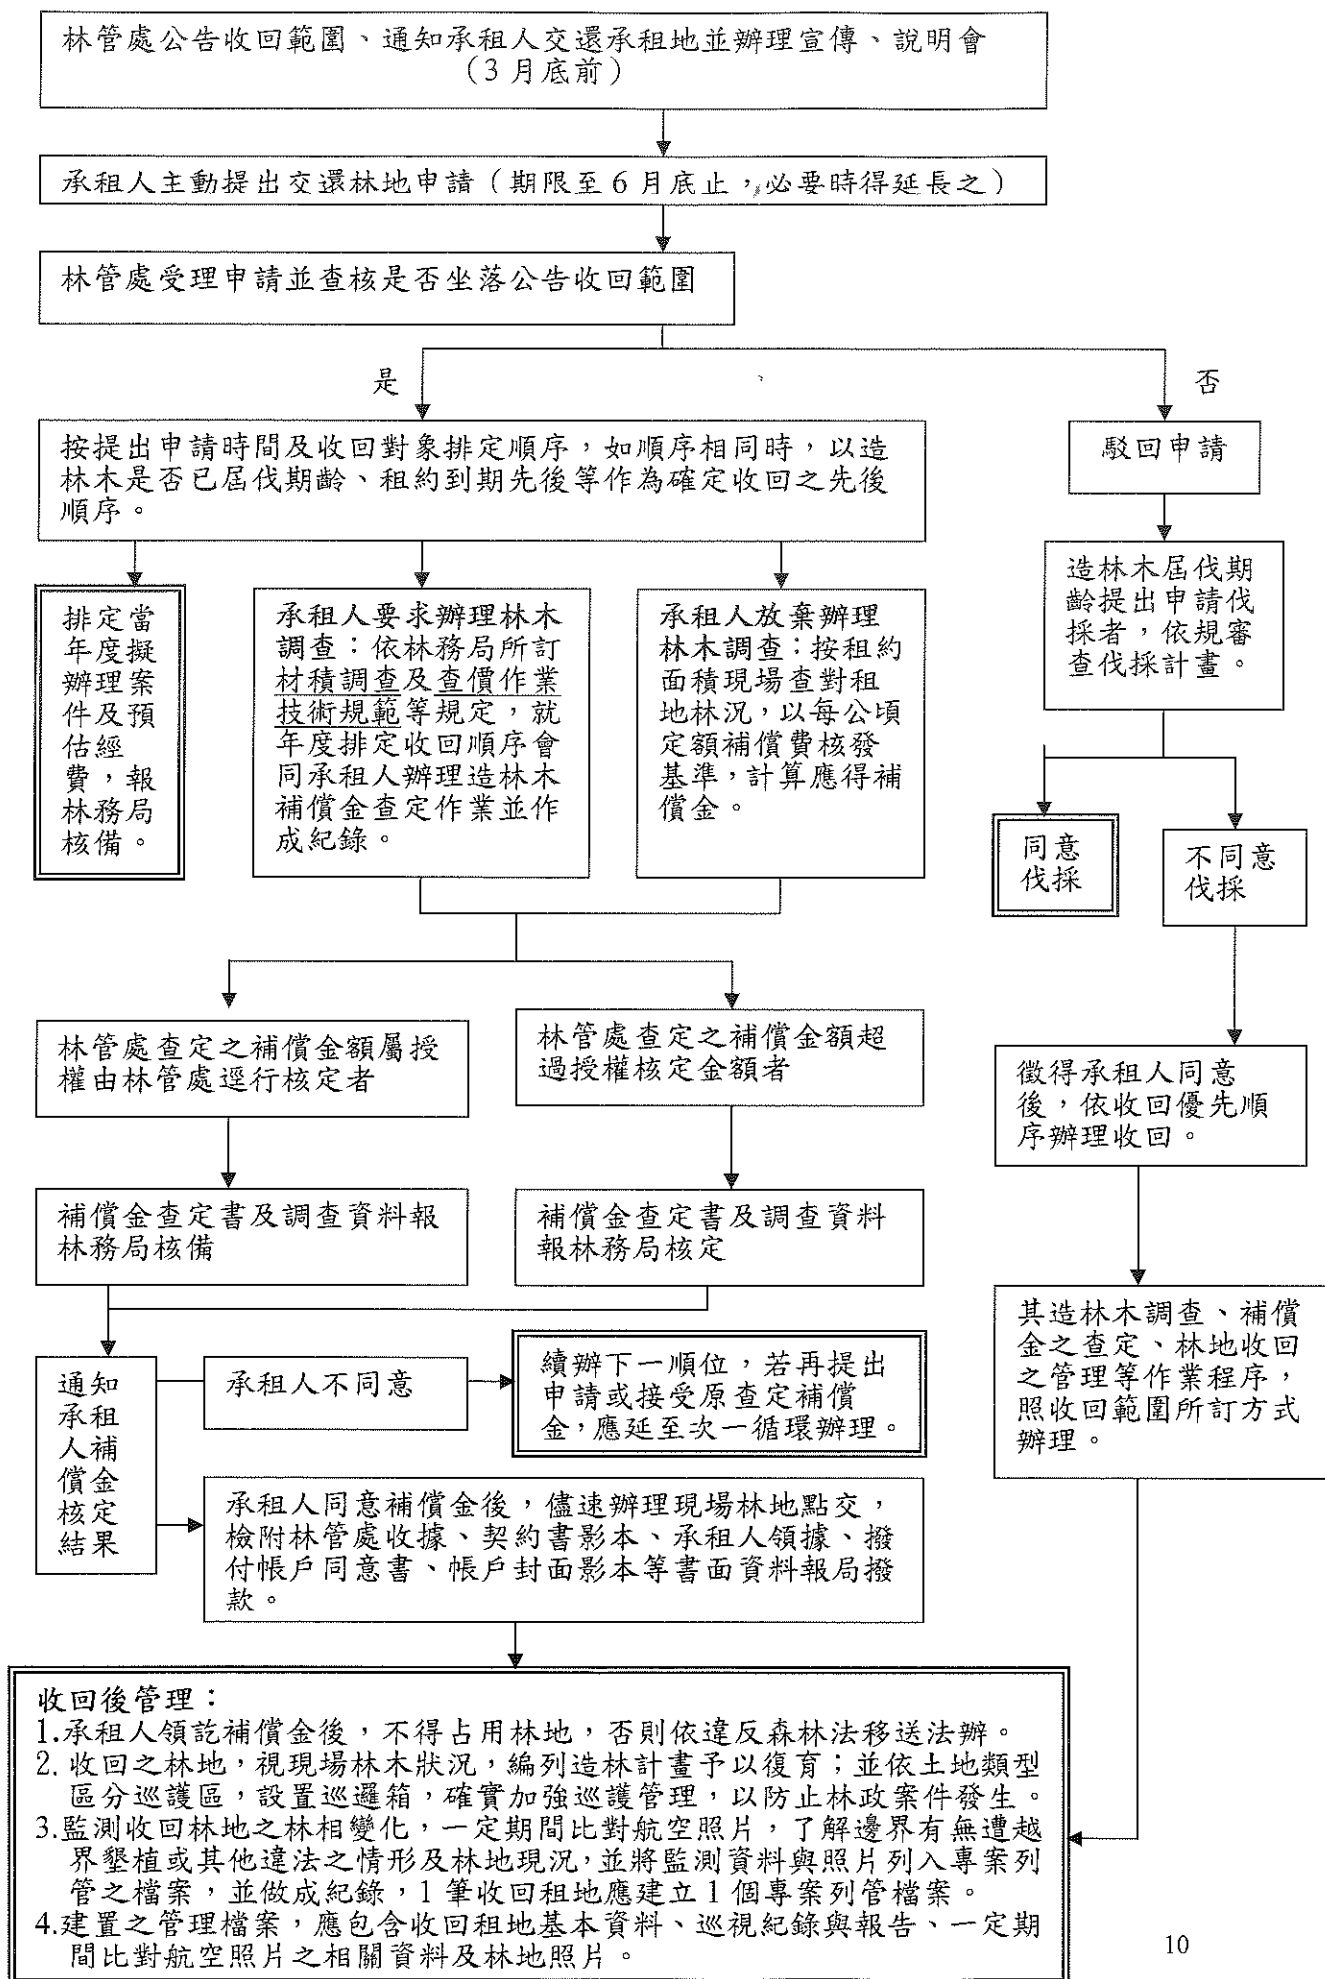 林管處公告收回範圍、通知承租人交還承租地並辦理宣傳、說明會
(3月底前)
承租人主動提出交還林地申請(期限至6月底止,必要時得延長之)
林管處受理申請並查核是否坐落公告收回範圍
是
否
按提出申請時間及收回對象排定順序,如順序相同時,以造
林木是否已屆伐期齡、租約到期先後等作為確定收回之先後
順序。
駁回申請
排定當
年度擬
辦理案
件及預
估經
費,報
林務局
核備。
承租人要求辦理林木
調查:依林務局所訂
材積調查及查價作業
技術規範等規定,就
年度排定收回順序會
同承租人辦理造林木
補償金查定作業並作
成紀錄。
承租人放棄辦理
林木調查:按租約
面積現場查對租
地林況,以每公頃
定額補償費核發
基準,計算應得補
償金。
造林木屆伐期
齡提出申請伐
採者,依規審
查伐採計畫。
同意
伐採
不同意
伐採
林管處查定之補償金額屬授
權由林管處逕行核定者
林管處查定之補償金額超
過授權核定金額者
徵得承租人同意
後,依收回優先順
序辦理收回。
補償金查定書及調查資料報
林務局核備
補償金查定書及調查資料
報林務局核定
其造林木調查、補償
金之查定、林地收回
之管理等作業程序,
照收回範圍所訂方式
辦理。
通知
承租
人補
償金
核定
結果
承租人不同意
續辦下一順位,若再提出
申請或接受原查定補償
金,應延至次一循環辦理。
承租人同意補償金後,儘速辦理現場林地點交,
檢附林管處收據、契約書影本、承租人領據、撥
付帳戶同意書、帳戶封面影本等書面資料報局撥
款。
收回後管理:
1.承租人領訖補償金後,不得占用林地,否則依違反森林法移送法辦。
2.收回之林地,視現場林木狀況,編列造林計畫予以復育;並依土地類型
區分巡護區,設置巡邏箱,確實加強巡護管理,以防止林政案件發生。
3.監測收回林地之林相變化,一定期間比對航空照片,了解邊界有無遭越
界墾植或其他違法之情形及林地現況,並將監測資料與照片列入專案列
管之檔案,並做成紀錄,1筆收回租地應建立1個專案列管檔案。
4.建置之管理檔案,應包含收回租地基本資料、巡視紀錄與報告、一定期
間比對航空照片之相關資料及林地照片。
10